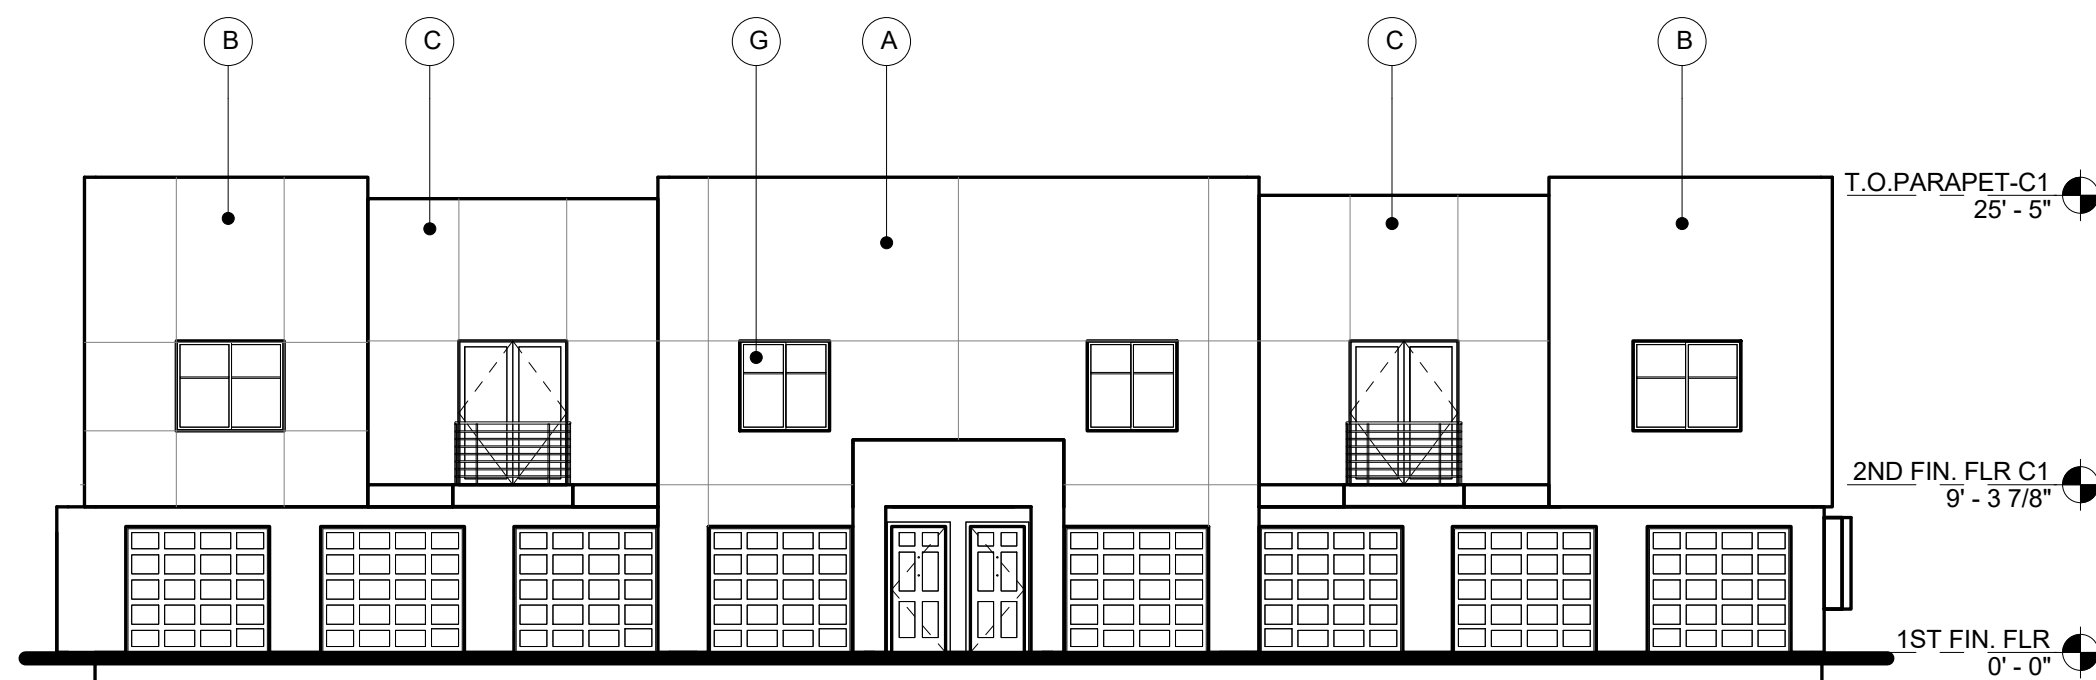 B
C
G
A
C
B
T.O.PARAPET-C1
25' - 5"
2ND FIN. FLR C1
9' - 3 7/8"
1ST FIN. FLR
0' - 0"